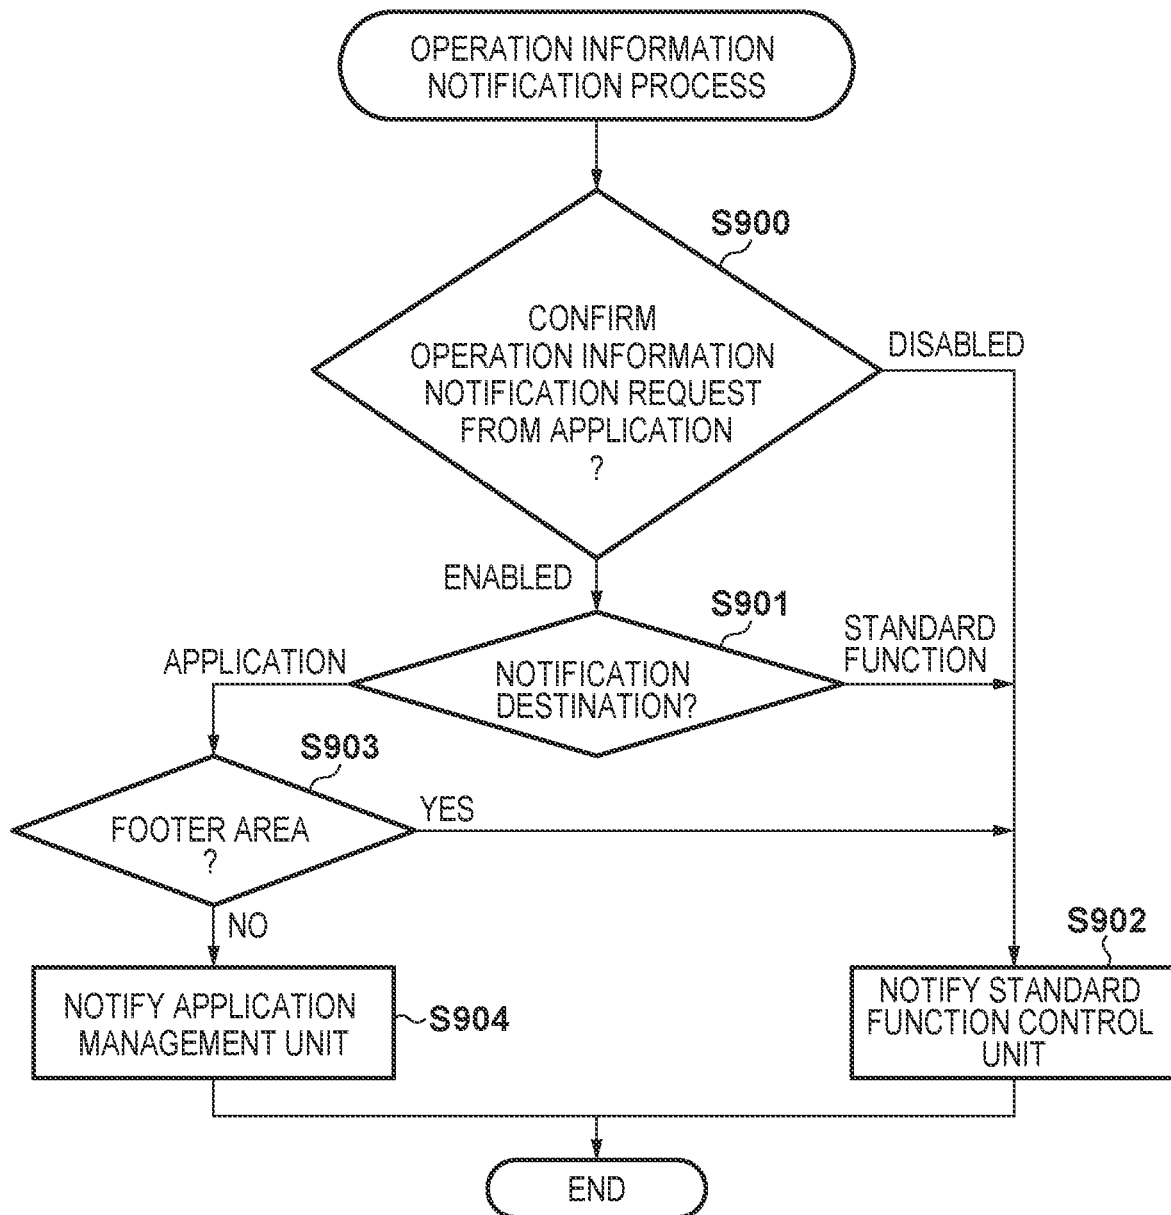 OPERATION INFORMATION
NOTIFICATION PROCESS
S900
CONFIRM
OPERATION INFORMATION
NOTIFICATION REQUEST
FROM APPLICATION
?
DISABLED
ENABLED
S901
NOTIFICATION
DESTINATION?
STANDARD
FUNCTION
APPLICATION
S903
FOOTER AREA
?
YES
NO
S902
NOTIFY STANDARD
FUNCTION CONTROL
UNIT
NOTIFY APPLICATION
MANAGEMENT UNIT
S904
END